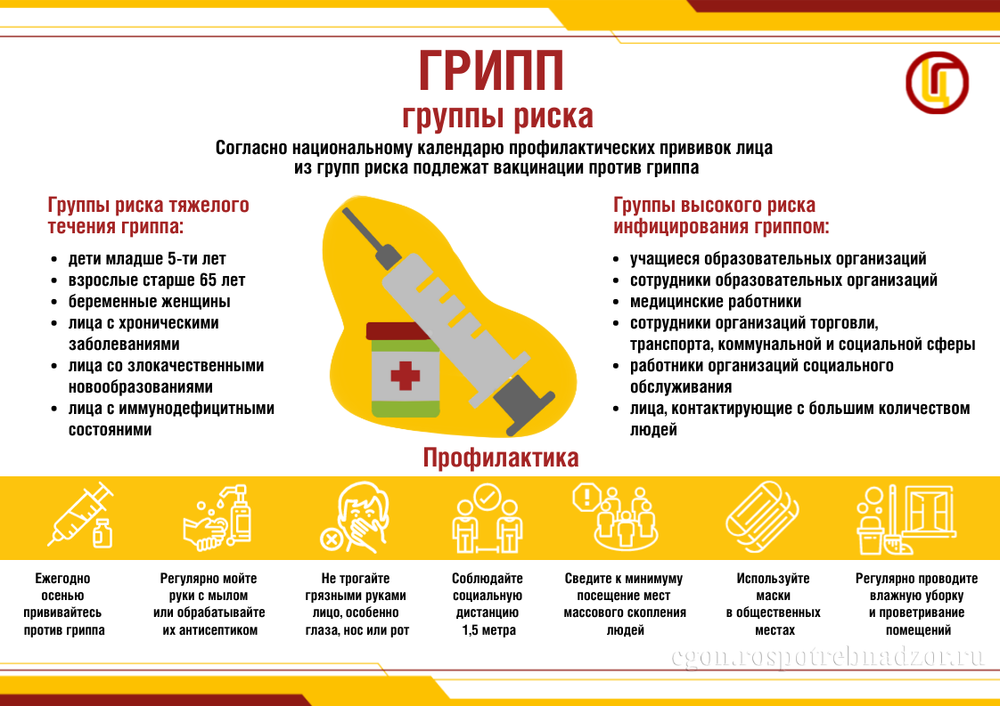 ГРИПП
группы риска
Согласно национальному календарю профилактических прививок лица
из групп риска подлежат вакцинации против гриппа
Группы риска тяжелого
течения гриппа:
• дети младше 5-ти лет
• взрослые старше 65 лет
• беременные женщины
• лица с хроническими
заболеваниями
• лица со злокачественными
новообразованиями
• лица с иммунодефицитными
состояними
Группы высокого риска
инфицирования гриппом:
• учащиеся образовательных организаций
• сотрудники образовательных организаций
• медицинские работники
• сотрудники организаций торговли,
транспорта, коммунальной и социальной сферы
• работники организаций социального
обслуживания
• лица, контактирующие с большим количеством
людей
Профилактика
Ежегодно
осенью
прививайтесь
против гриппа
Регулярно мойте
руки с мылом
или обрабатывайте
их антисептиком
Не трогайте
грязными руками
лицо, особенно
глаза, нос или рот
Соблюдайте
социальную
дистанцию
1,5 метра
Сведите к минимуму
посещение мест
массового скопления
людей
Используйте
маски
в общественных
местах
Регулярно проводите
влажную уборку
и проветривание
помещений
cgon.rospotrebnadzor.ru